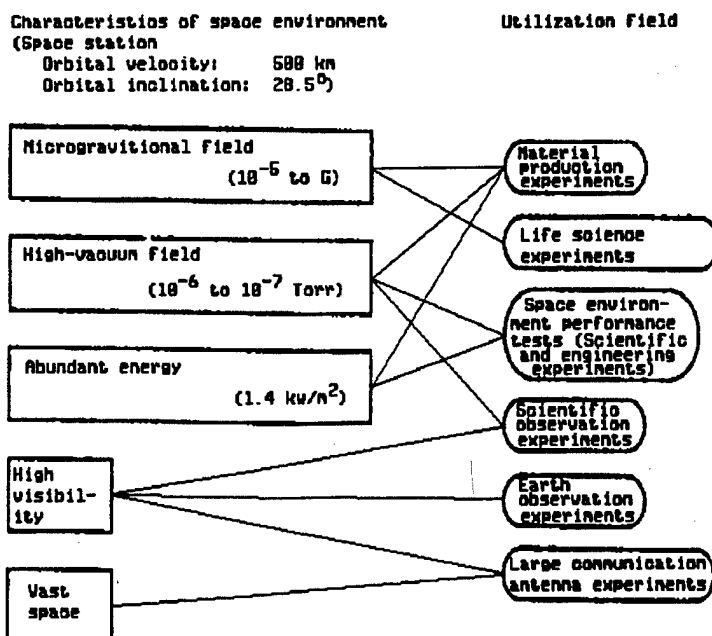 Characteristics of space environment
(Space station
Orbital velocity: 500 km
Orbital inclination: 28.5°)
Utilization field
Microgravitional field
(10⁻⁵ to G)
High-vacuum field
(10⁻⁶ to 10⁻⁷ Torr)
Abundant energy
(1.4 kw/m²)
High
visibil-
ity
Vast
space
Material
production
experiments
Life science
experiments
Space environ-
ment performance
tests (Scientific
and engineering
experiments)
Scientific
observation
experiments
Earth
observation
experiments
Large communication
antenna experiments